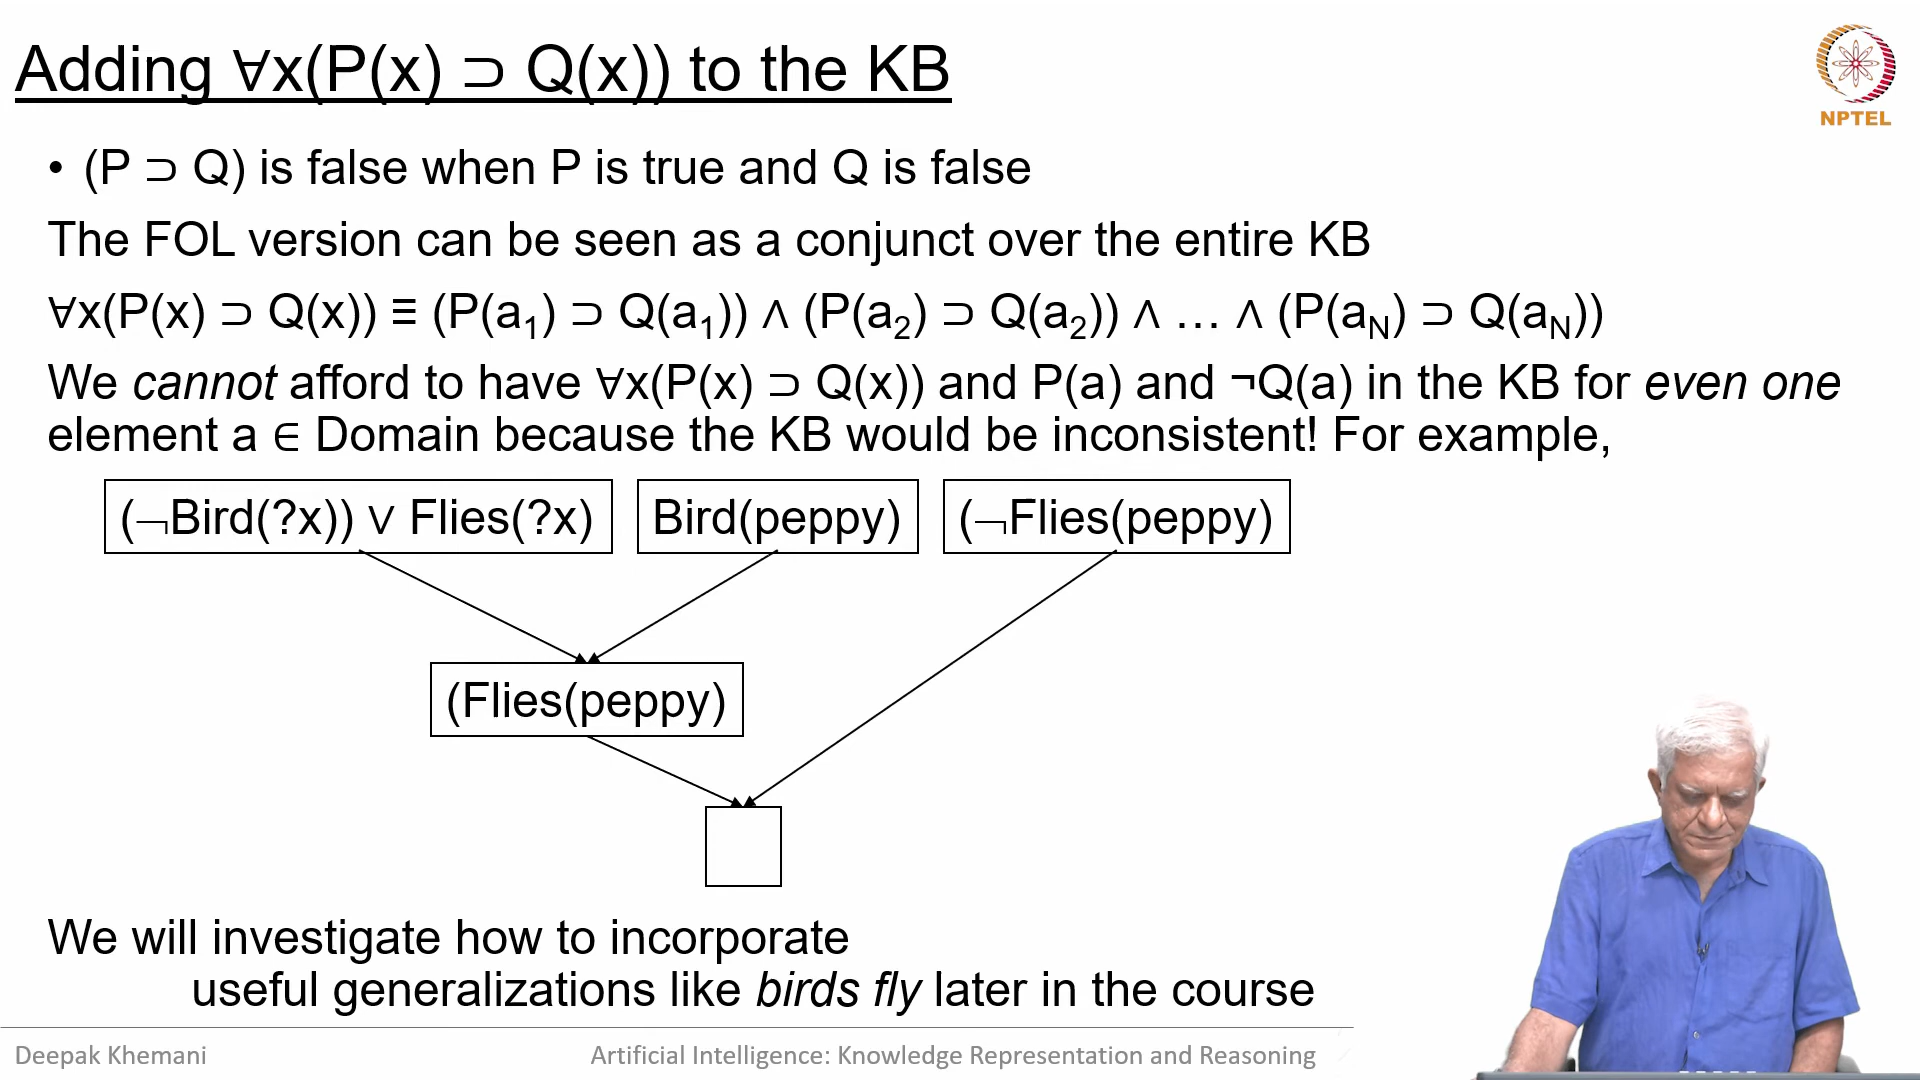 Adding ∀x(P(x) ⊃ Q(x)) to the KB
NPTEL
• (P ⊃ Q) is false when P is true and Q is false
The FOL version can be seen as a conjunct over the entire KB
∀x(P(x) ⊃ Q(x)) ≡ (P(a₁) ⊃ Q(a₁)) ∧ (P(a₂) ⊃ Q(a₂)) ∧ … ∧ (P(a_N) ⊃ Q(a_N))
We cannot afford to have ∀x(P(x) ⊃ Q(x)) and P(a) and ¬Q(a) in the KB for even one
element a ∈ Domain because the KB would be inconsistent! For example,
(¬Bird(?x)) ∨ Flies(?x)
Bird(peppy)
(¬Flies(peppy)
(Flies(peppy)
We will investigate how to incorporate
useful generalizations like birds fly later in the course
Deepak Khemani
Artificial Intelligence: Knowledge Representation and Reasoning